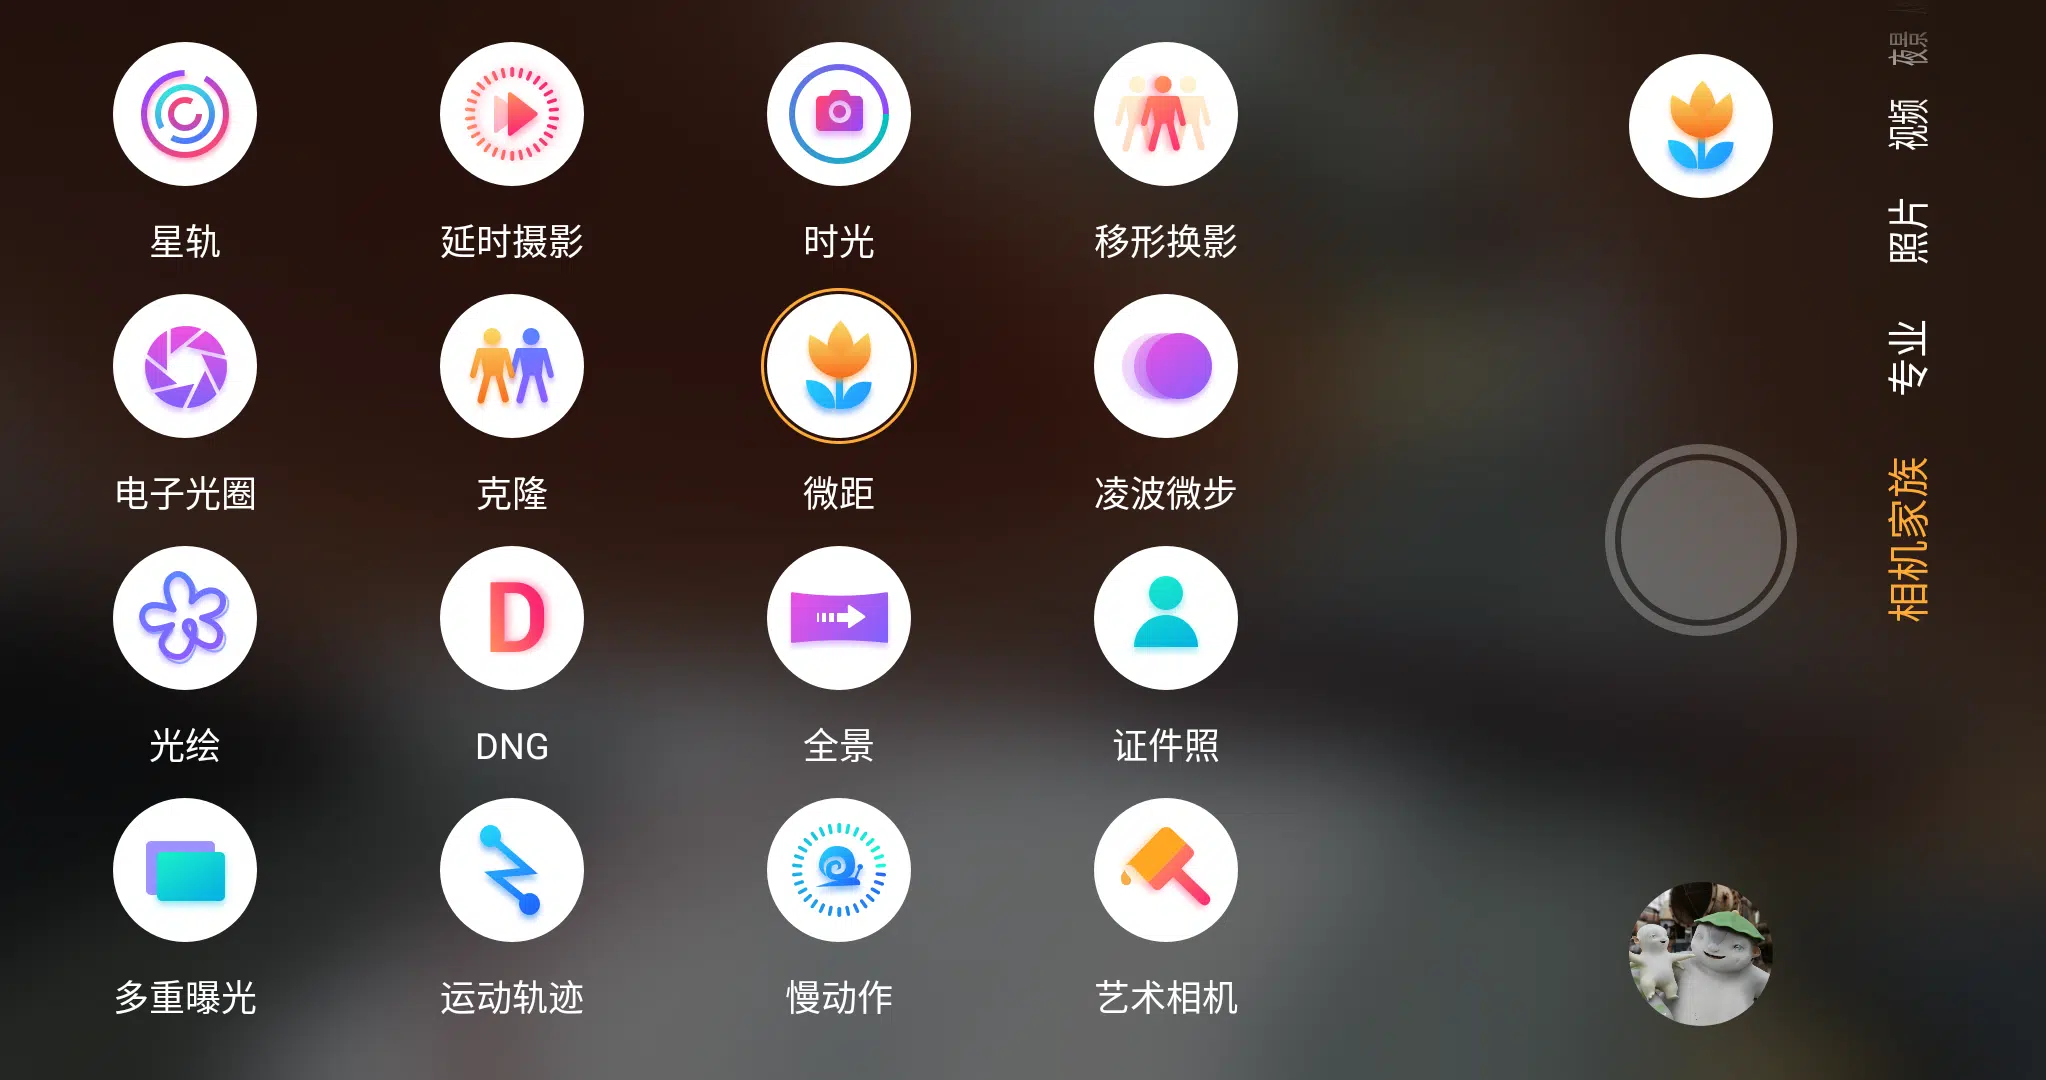 星轨
延时摄影
时光
移形换影
电子光圈
克隆
微距
凌波微步
光绘
DNG
全景
证件照
多重曝光
运动轨迹
慢动作
艺术相机
夜景
视频
照片
专业
相机家族